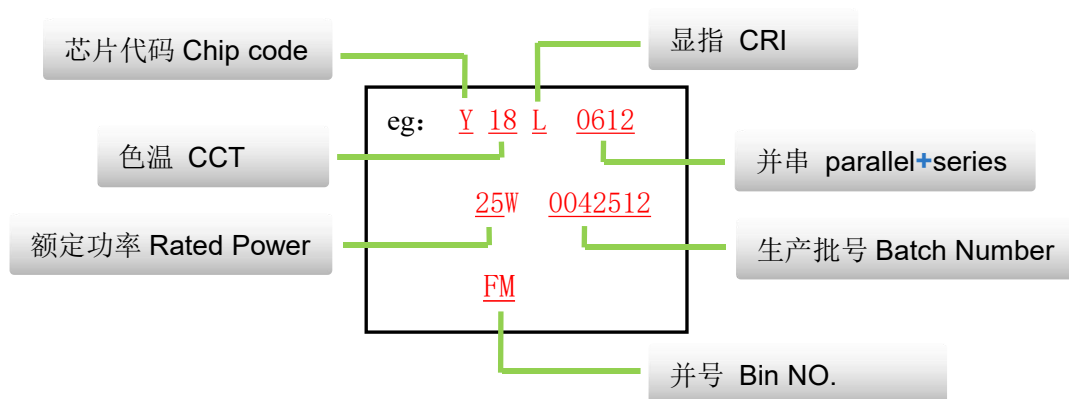 芯片代码 Chip code
显指 CRI
eg: Y 18 L 0612
色温 CCT
并串 parallel+series
25W 0042512
额定功率 Rated Power
生产批号 Batch Number
FM
并号 Bin NO.